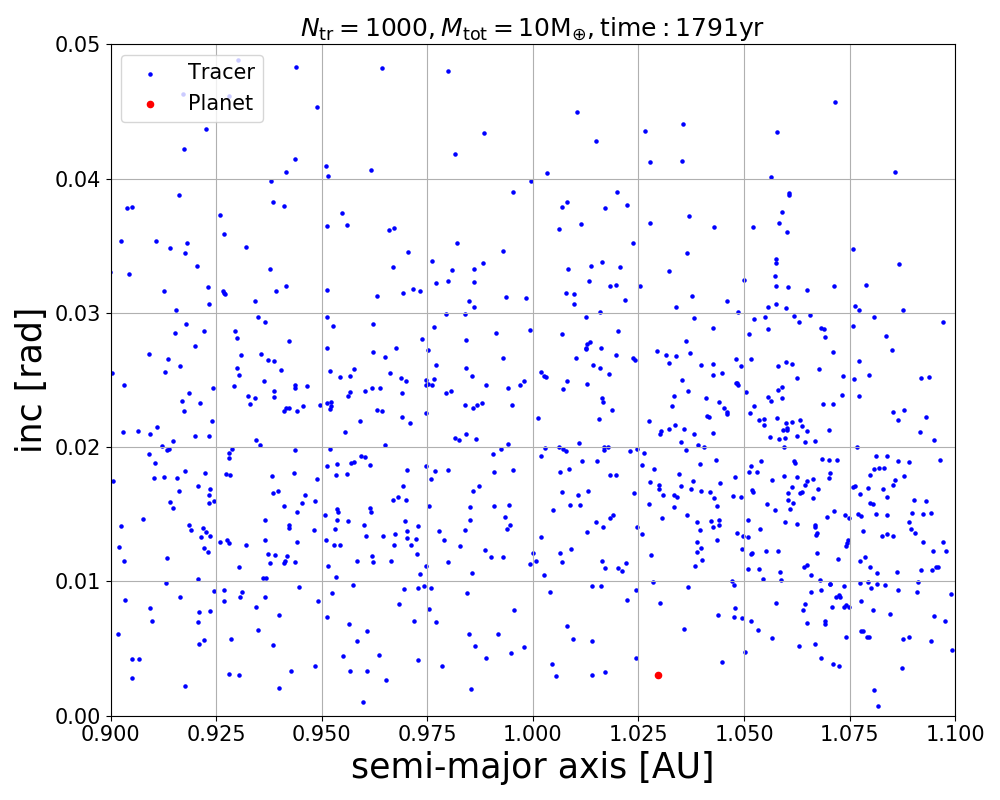 N_tr = 1000, M_tot = 10M_⊕, time : 1791yr
Tracer
Planet
inc [rad]
0.05
0.04
0.03
0.02
0.01
0.00
0.900 0.925 0.950 0.975 1.000 1.025 1.050 1.075 1.100
semi-major axis [AU]